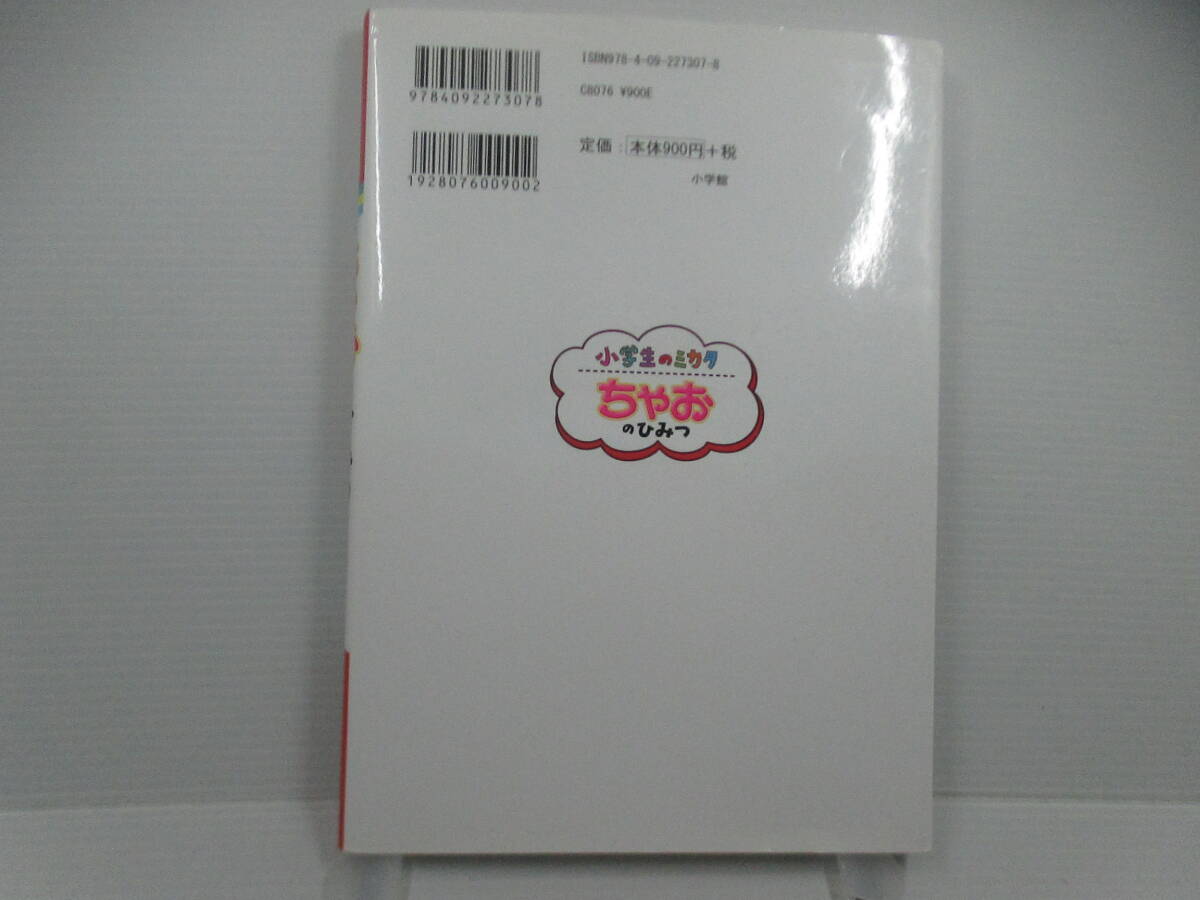 ISBN978-4-09-227307-8
9784092273078
C8076 ¥900E
定価:本体900円+税
1928076009002
小学館
小学生のミカタ
ちゃお
のひみつ